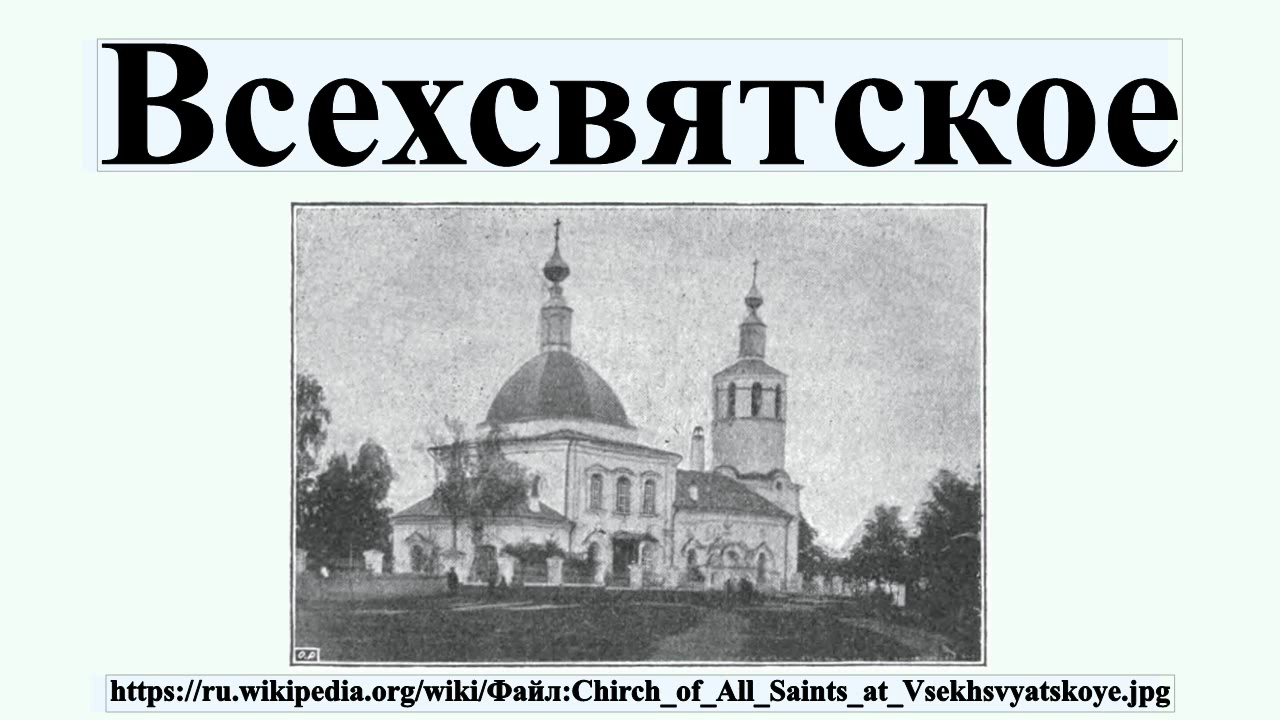 Всехсвятское
О.Р
https://ru.wikipedia.org/wiki/Файл:Chirch_of_All_Saints_at_Vsekhsvyatskoye.jpg